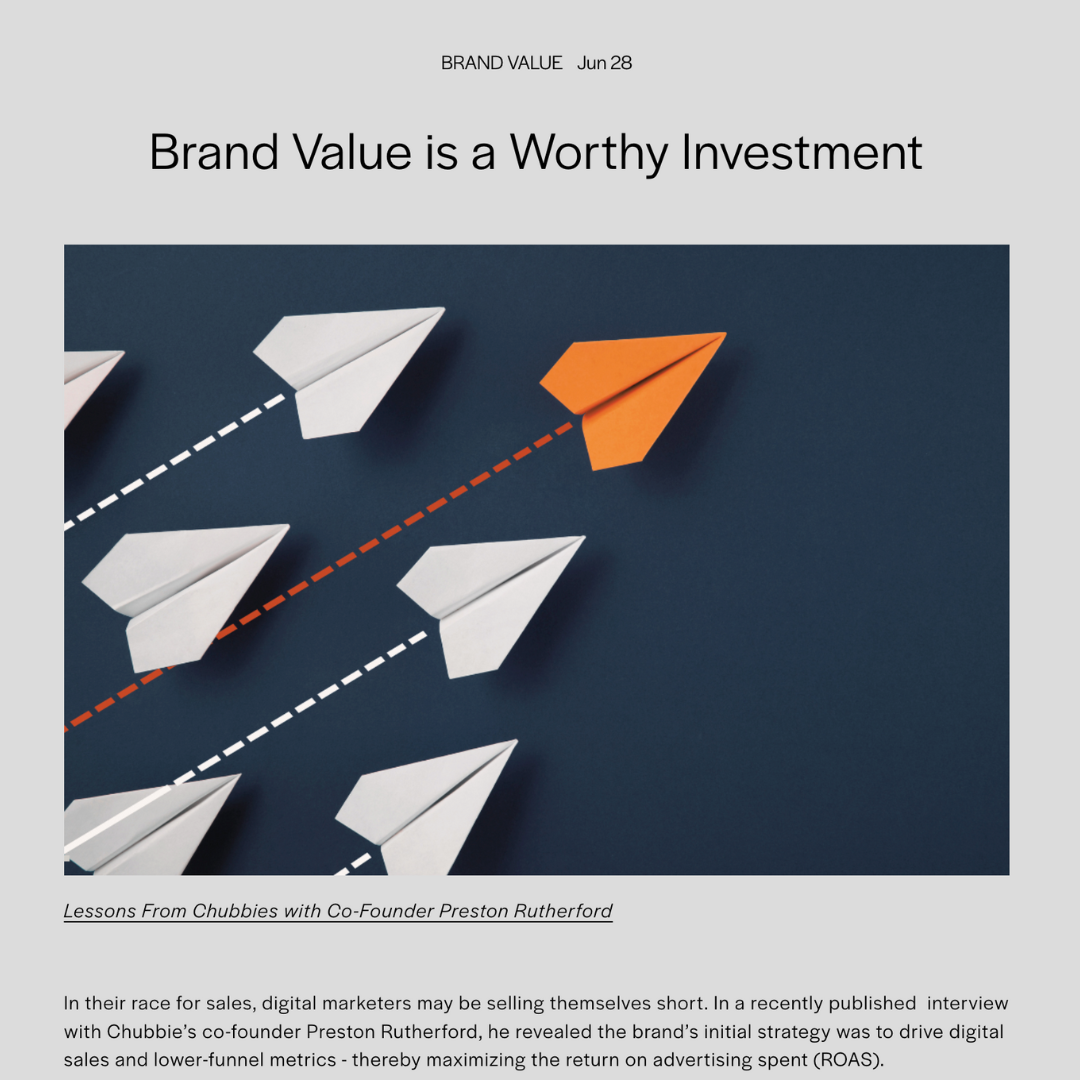 BRAND VALUE Jun 28
Brand Value is a Worthy Investment
Lessons From Chubbies with Co-Founder Preston Rutherford
In their race for sales, digital marketers may be selling themselves short. In a recently published  interview
with Chubbie’s co-founder Preston Rutherford, he revealed the brand’s initial strategy was to drive digital
sales and lower-funnel metrics - thereby maximizing the return on advertising spent (ROAS).